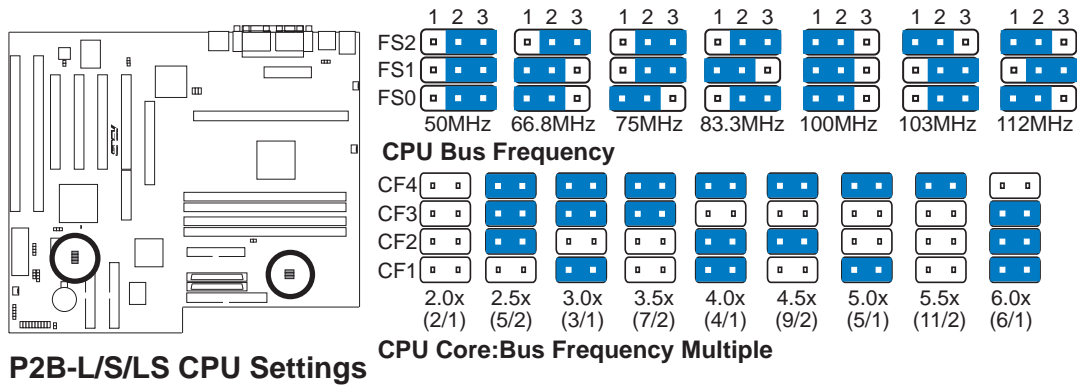 1 2 3 1 2 3 1 2 3 1 2 3 1 2 3 1 2 3 1 2 3
FS2
FS1
FS0
50MHz 66.8MHz 75MHz 83.3MHz 100MHz 103MHz 112MHz
CPU Bus Frequency
CF4
CF3
CF2
CF1
2.0x 2.5x 3.0x 3.5x 4.0x 4.5x 5.0x 5.5x 6.0x
(2/1) (5/2) (3/1) (7/2) (4/1) (9/2) (5/1) (11/2) (6/1)
CPU Core:Bus Frequency Multiple
P2B-L/S/LS CPU Settings